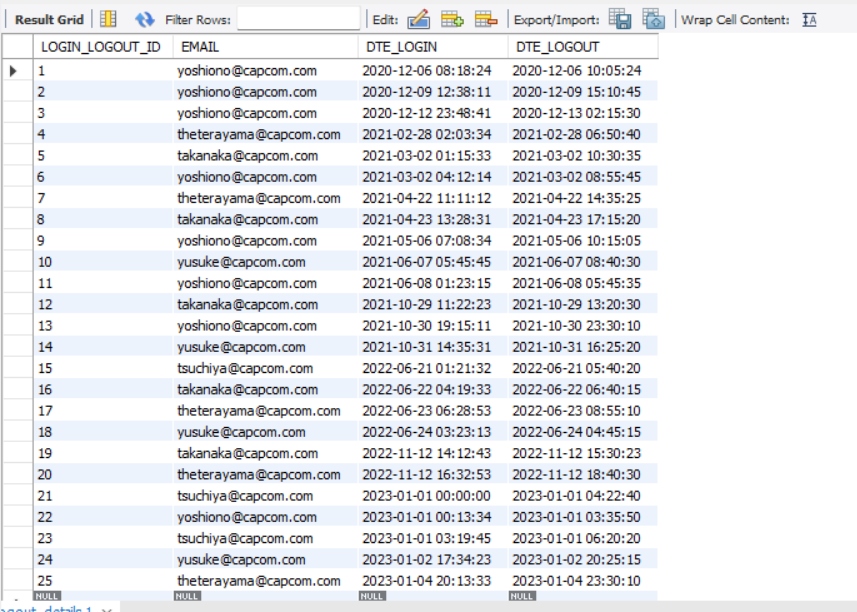 Result Grid Filter Rows: Edit: Export/Import: Wrap Cell Content: IA
LOGIN_LOGOUT_ID EMAIL DTE_LOGIN DTE_LOGOUT
1 yoshiono@capcom.com 2020-12-06 08:18:24 2020-12-06 10:05:24
2 yoshiono@capcom.com 2020-12-09 12:38:11 2020-12-09 15:10:45
3 yoshiono@capcom.com 2020-12-12 23:48:41 2020-12-13 02:15:30
4 theterayama@capcom.com 2021-02-28 02:03:34 2021-02-28 06:50:40
5 takanaka@capcom.com 2021-03-02 01:15:33 2021-03-02 10:30:35
6 yoshiono@capcom.com 2021-03-02 04:12:14 2021-03-02 08:55:45
7 theterayama@capcom.com 2021-04-22 11:11:12 2021-04-22 14:35:25
8 takanaka@capcom.com 2021-04-23 13:28:31 2021-04-23 17:15:20
9 yoshiono@capcom.com 2021-05-06 07:08:34 2021-05-06 10:15:05
10 yusuke@capcom.com 2021-06-07 05:45:45 2021-06-07 08:40:30
11 yoshiono@capcom.com 2021-06-08 01:23:15 2021-06-08 05:45:35
12 takanaka@capcom.com 2021-10-29 11:22:23 2021-10-29 13:20:30
13 yoshiono@capcom.com 2021-10-30 19:15:11 2021-10-30 23:30:10
14 yusuke@capcom.com 2021-10-31 14:35:31 2021-10-31 16:25:20
15 tsuchiya@capcom.com 2022-06-21 01:21:32 2022-06-21 05:40:20
16 takanaka@capcom.com 2022-06-22 04:19:33 2022-06-22 06:40:15
17 theterayama@capcom.com 2022-06-23 06:28:53 2022-06-23 08:55:10
18 yusuke@capcom.com 2022-06-24 03:23:13 2022-06-24 04:45:15
19 takanaka@capcom.com 2022-11-12 14:12:43 2022-11-12 15:30:23
20 theterayama@capcom.com 2022-11-12 16:32:53 2022-11-12 18:40:30
21 tsuchiya@capcom.com 2023-01-01 00:00:00 2023-01-01 04:22:40
22 yoshiono@capcom.com 2023-01-01 00:13:34 2023-01-01 03:35:50
23 tsuchiya@capcom.com 2023-01-01 03:19:45 2023-01-01 06:20:20
24 yusuke@capcom.com 2023-01-02 17:34:23 2023-01-02 20:25:15
25 theterayama@capcom.com 2023-01-04 20:13:33 2023-01-04 23:30:10
NULL NULL NULL NULL
ogout_details 1